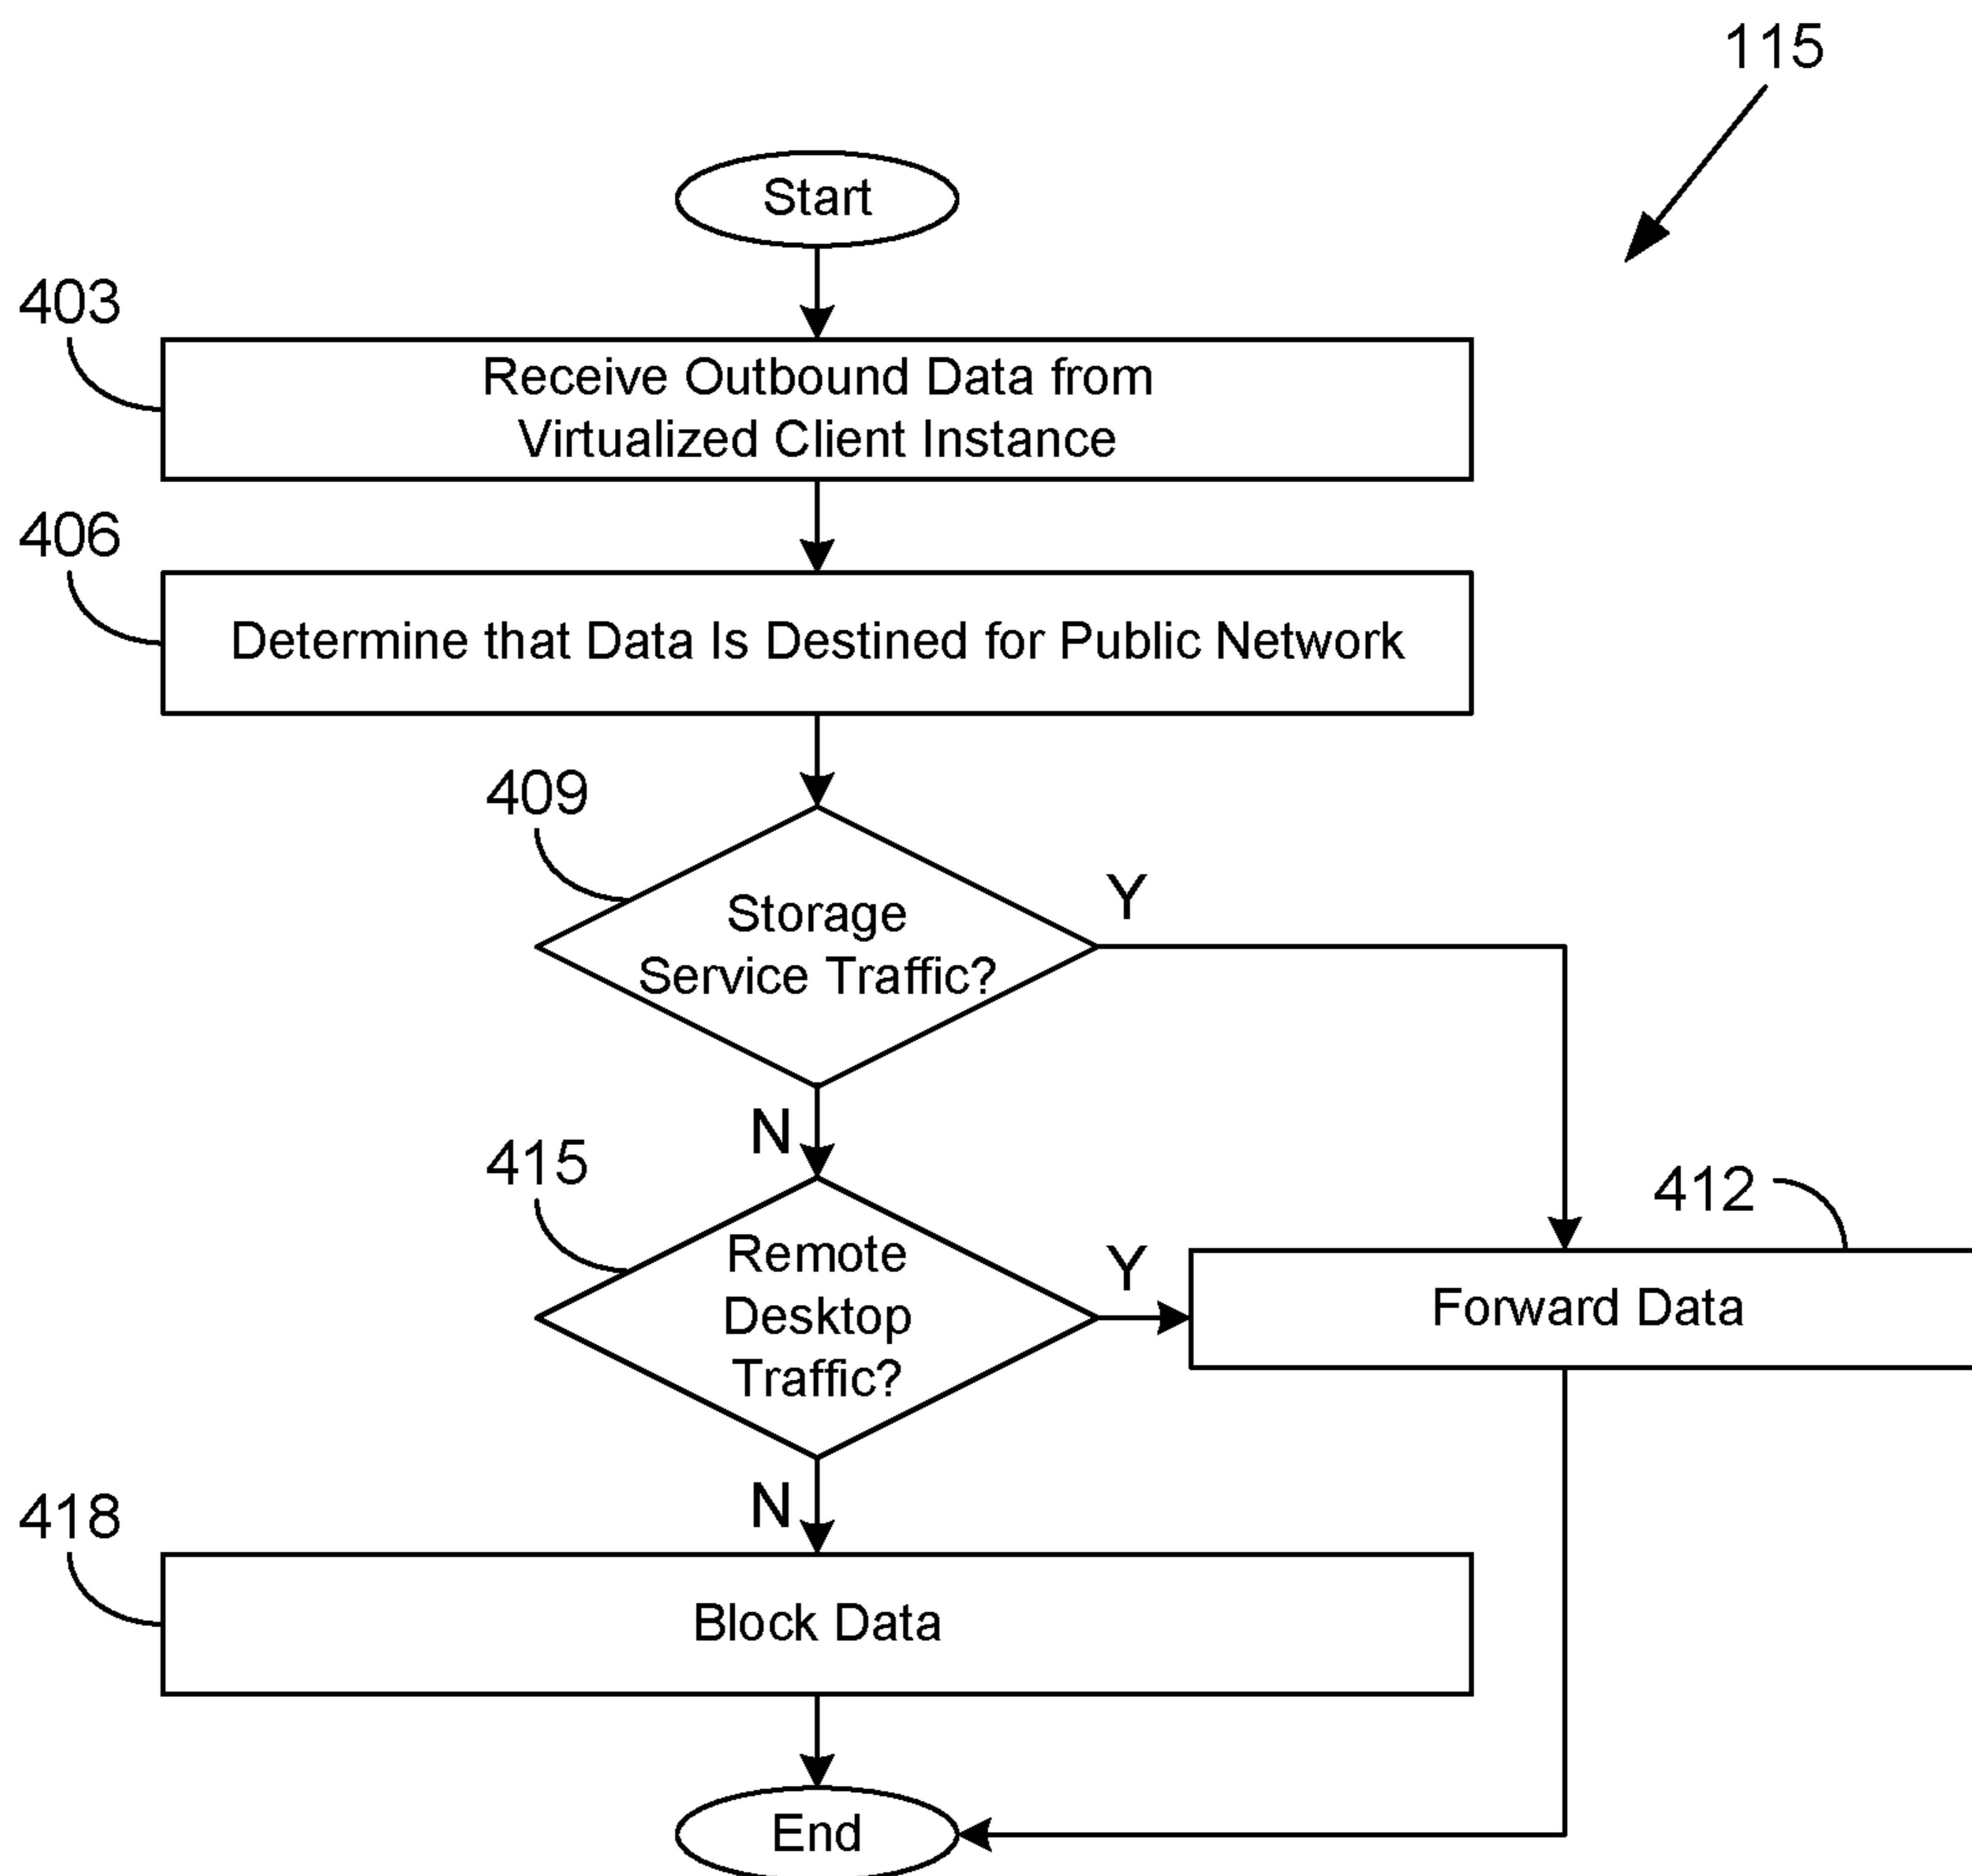 115
Start
403
Receive Outbound Data from
Virtualized Client Instance
406
Determine that Data Is Destined for Public Network
409
Storage
Service Traffic?
Y
N
415
Remote
Desktop
Traffic?
Y
412
Forward Data
N
418
Block Data
End